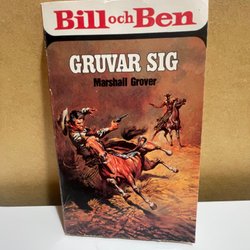 Bill och Ben
GRUVAR SIG
Marshall Grover